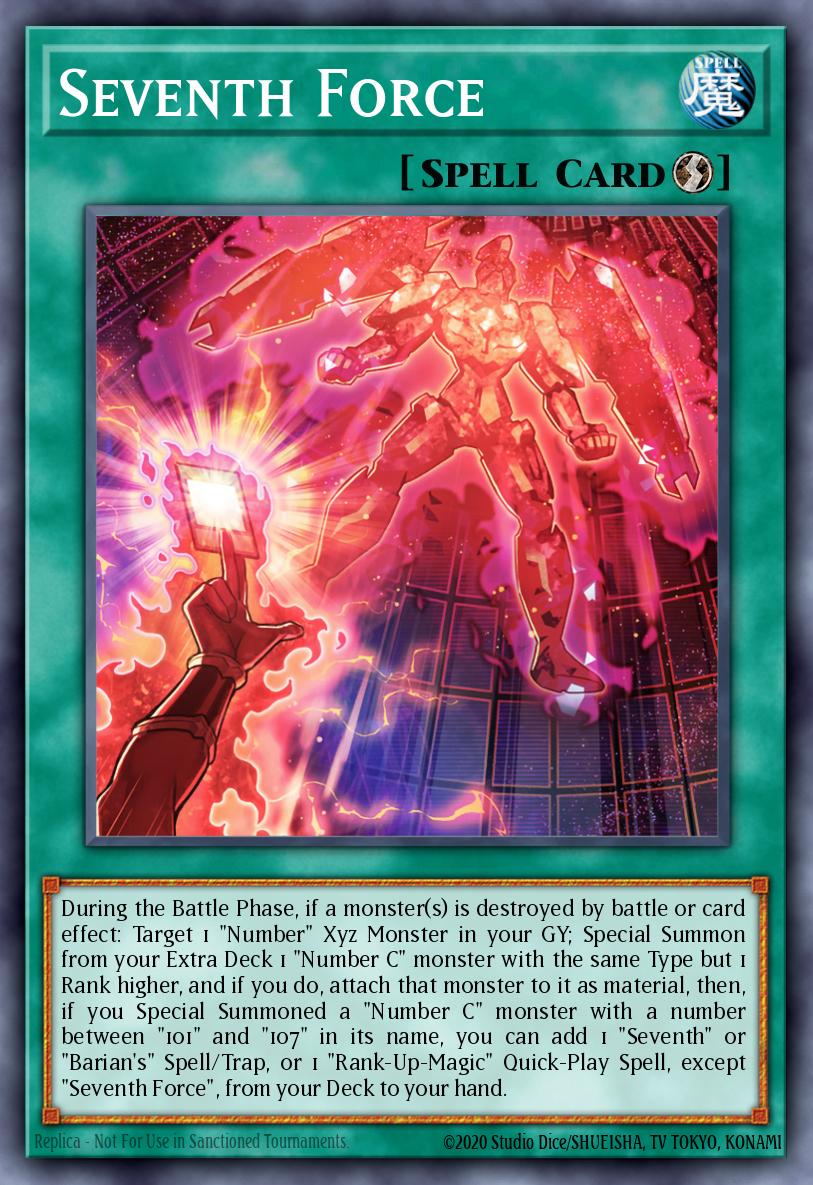 Seventh Force
SPELL
魔
[Spell Card]
During the Battle Phase, if a monster(s) is destroyed by battle or card
effect: Target 1 "Number" Xyz Monster in your GY; Special Summon
from your Extra Deck 1 "Number C" monster with the same Type but 1
Rank higher, and if you do, attach that monster to it as material, then,
if you Special Summoned a "Number C" monster with a number
between "101" and "107" in its name, you can add 1 "Seventh" or
"Barian's" Spell/Trap, or 1 "Rank-Up-Magic" Quick-Play Spell, except
"Seventh Force", from your Deck to your hand.
Replica - Not For Use in Sanctioned Tournaments.
©2020 Studio Dice/SHUEISHA, TV TOKYO, KONAMI